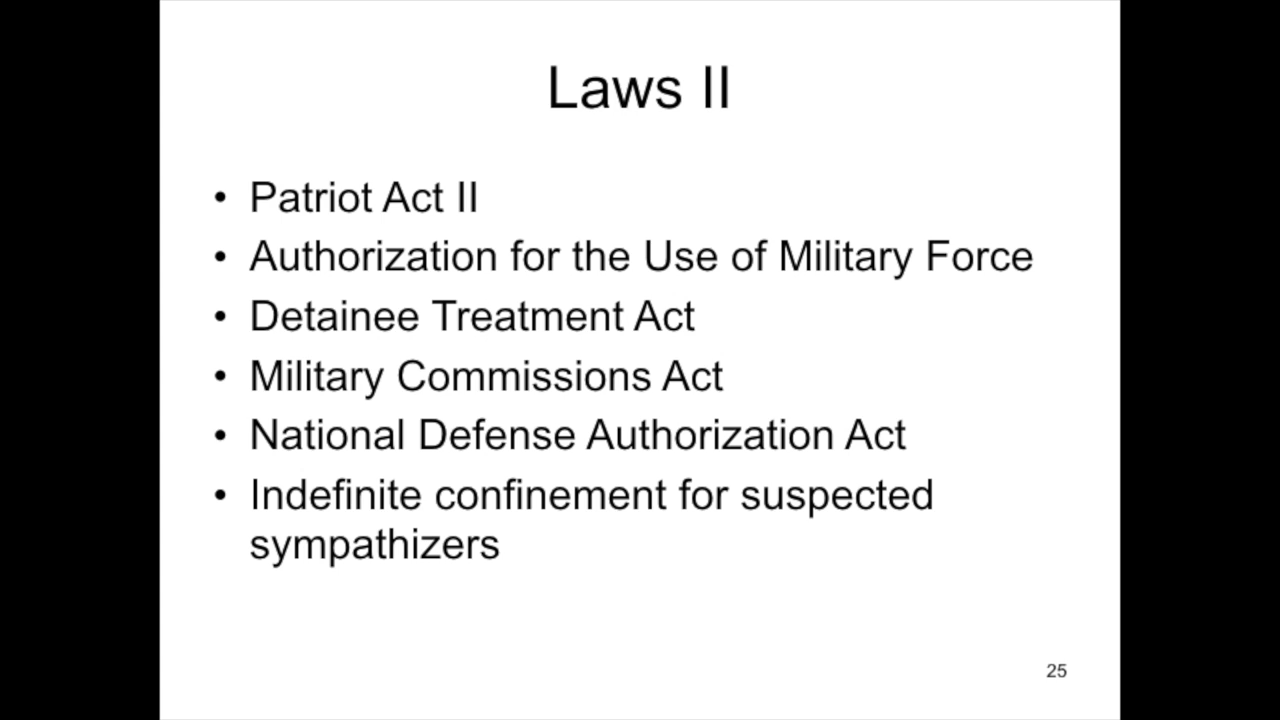 Laws II
• Patriot Act II
• Authorization for the Use of Military Force
• Detainee Treatment Act
• Military Commissions Act
• National Defense Authorization Act
• Indefinite confinement for suspected
sympathizers
25